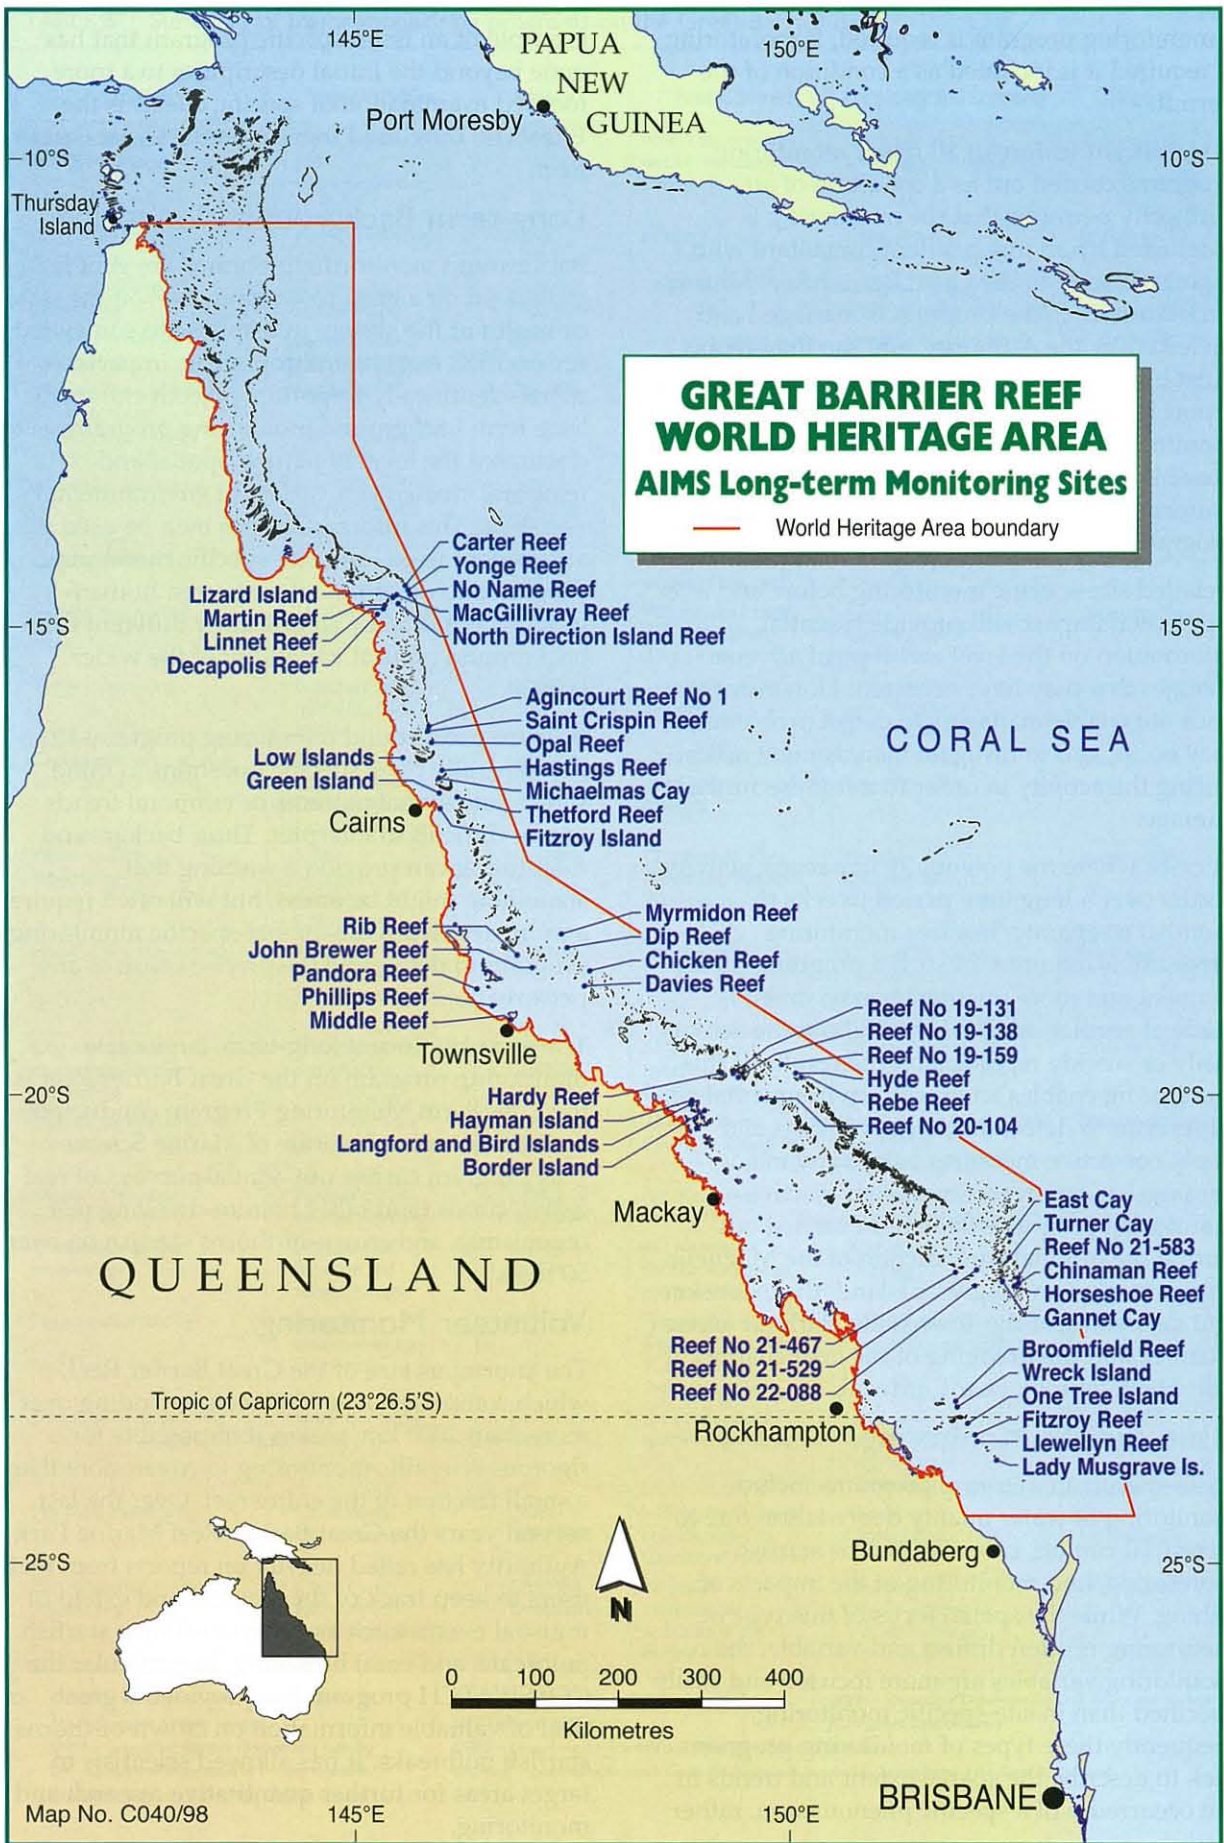 145°E
150°E
PAPUA
NEW
GUINEA
Port Moresby
10°S
10°S
Thursday
Island
GREAT BARRIER REEF
WORLD HERITAGE AREA
AIMS Long-term Monitoring Sites
World Heritage Area boundary
Carter Reef
Yonge Reef
No Name Reef
MacGillivray Reef
North Direction Island Reef
Lizard Island
Martin Reef
Linnet Reef
Decapolis Reef
15°S
15°S
Agincourt Reef No 1
Saint Crispin Reef
Opal Reef
Hastings Reef
Michaelmas Cay
Thetford Reef
Fitzroy Island
Low Islands
Green Island
Cairns
CORAL SEA
Myrmidon Reef
Dip Reef
Chicken Reef
Davies Reef
Rib Reef
John Brewer Reef
Pandora Reef
Phillips Reef
Middle Reef
Townsville
Reef No 19-131
Reef No 19-138
Reef No 19-159
Hyde Reef
Rebe Reef
Reef No 20-104
20°S
20°S
Hardy Reef
Hayman Island
Langford and Bird Islands
Border Island
Mackay
QUEENSLAND
East Cay
Turner Cay
Reef No 21-583
Chinaman Reef
Horseshoe Reef
Gannet Cay
Reef No 21-467
Reef No 21-529
Reef No 22-088
Broomfield Reef
Wreck Island
One Tree Island
Fitzroy Reef
Llewellyn Reef
Lady Musgrave Is.
Tropic of Capricorn (23°26.5'S)
Rockhampton
25°S
25°S
Bundaberg
N
0 100 200 300 400
Kilometres
BRISBANE
Map No. C040/98
145°E
150°E